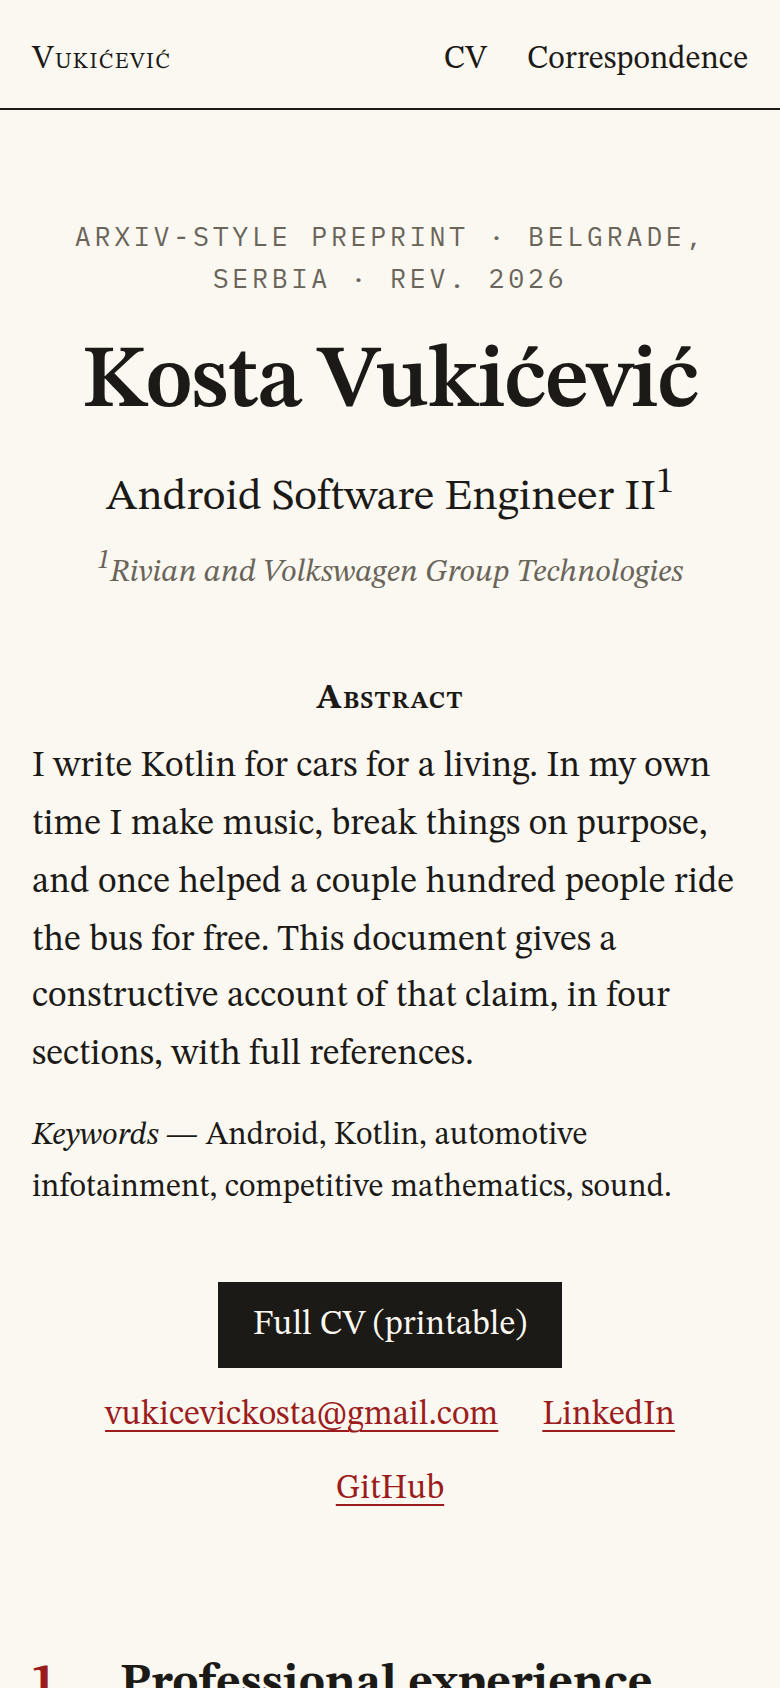 Vukićević CV Correspondence
ARXIV-STYLE PREPRINT · BELGRADE,
SERBIA · REV. 2026
Kosta Vukićević
Android Software Engineer II1
1Rivian and Volkswagen Group Technologies
Abstract
I write Kotlin for cars for a living. In my own
time I make music, break things on purpose,
and once helped a couple hundred people ride
the bus for free. This document gives a
constructive account of that claim, in four
sections, with full references.
Keywords — Android, Kotlin, automotive
infotainment, competitive mathematics, sound.
Full CV (printable)
vukicevickosta@gmail.com LinkedIn
GitHub
1 Professional experience